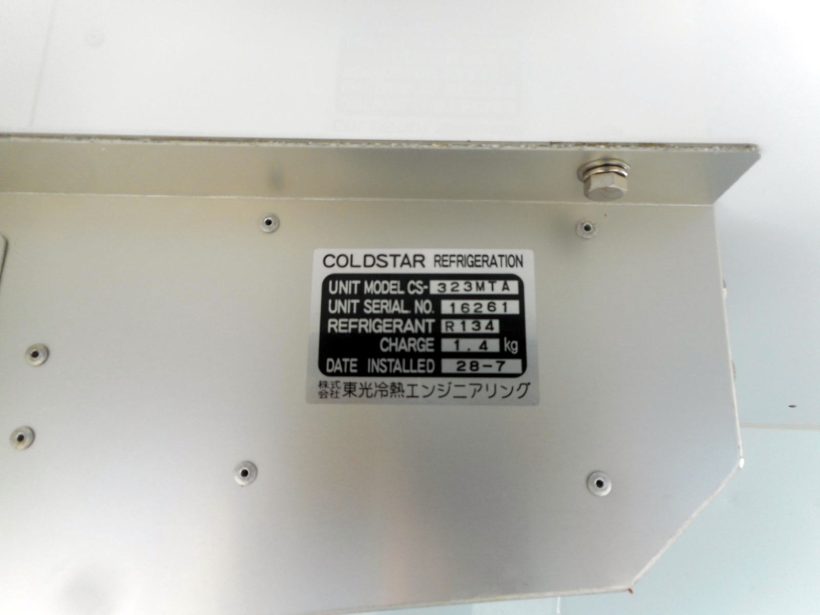 COLDSTAR REFRIGERATION
UNIT MODEL CS-323MTA
UNIT SERIAL NO. 16261
REFRIGERANT R134
CHARGE 1.4 kg
DATE INSTALLED 28-7
株式会社 東光冷熱エンジニアリング